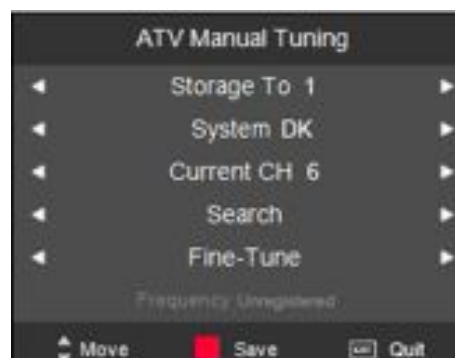 ATV Manual Tuning
Storage To 1
System DK
Current CH 6
Search
Fine-Tune
Frequency Unregistered
Move Save Quit